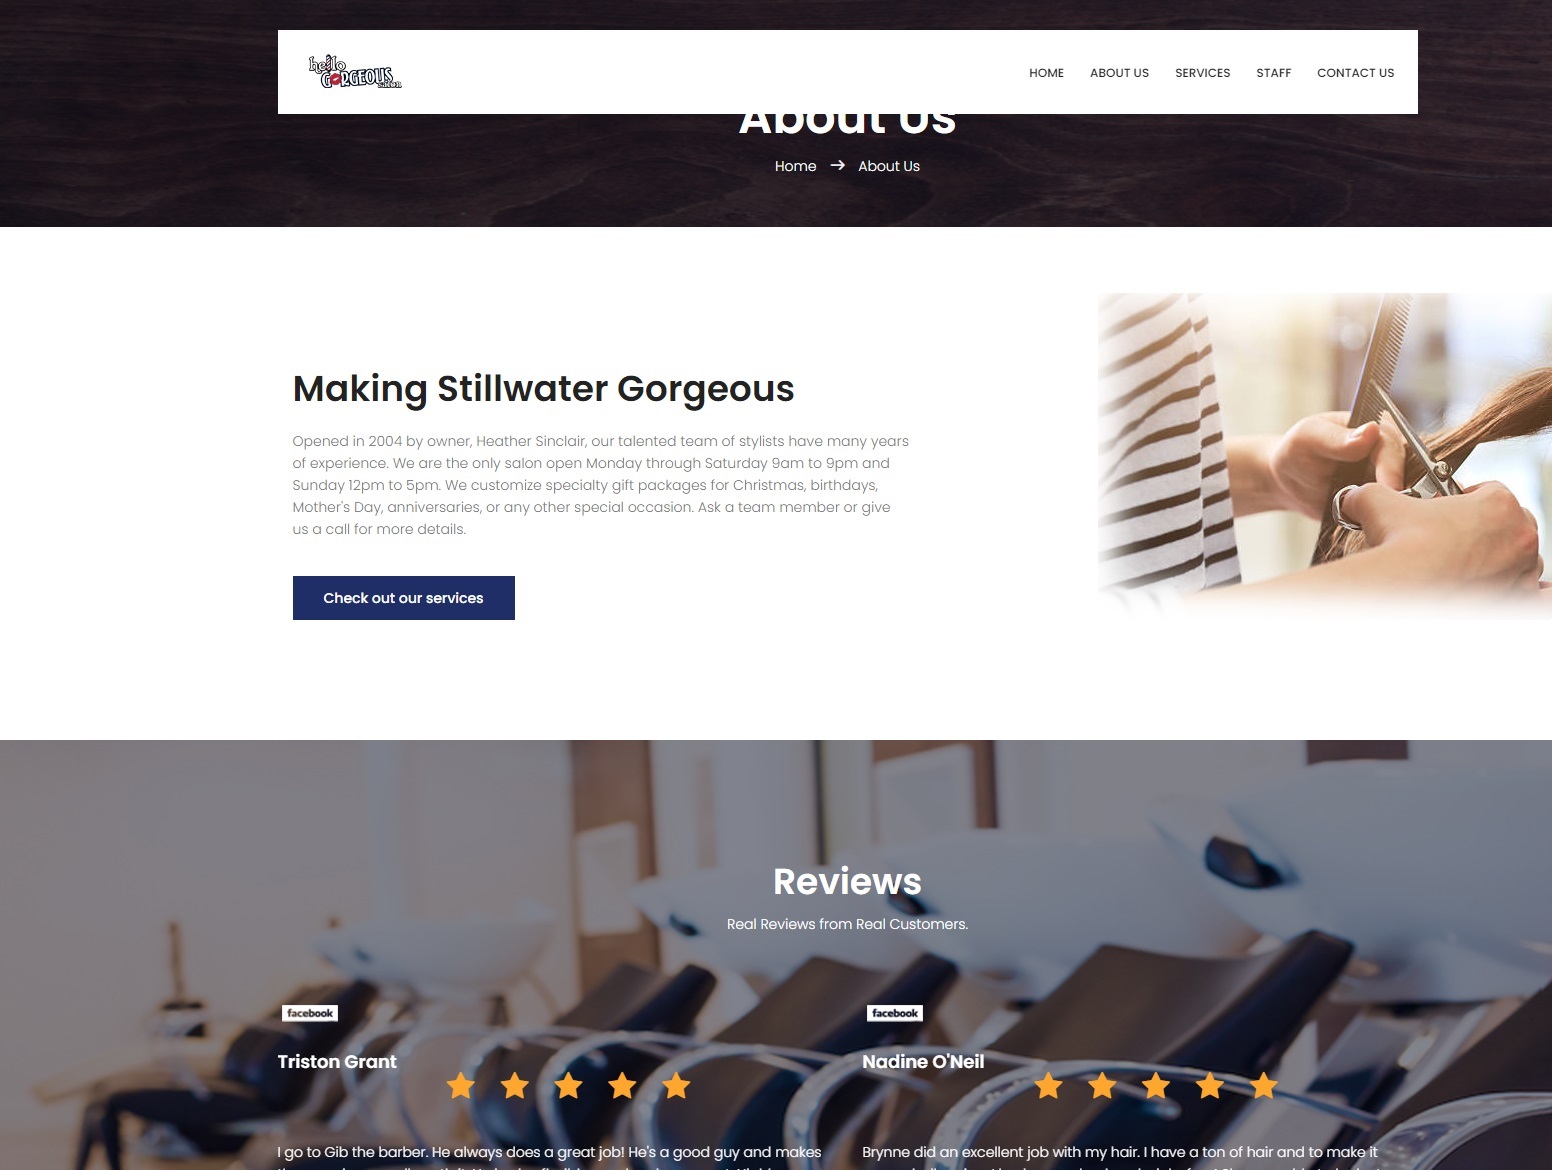 hello
GORGEOUS
salon
HOME ABOUT US SERVICES STAFF CONTACT US
About Us
Home → About Us
Making Stillwater Gorgeous
Opened in 2004 by owner, Heather Sinclair, our talented team of stylists have many years
of experience. We are the only salon open Monday through Saturday 9am to 9pm and
Sunday 12pm to 5pm. We customize specialty gift packages for Christmas, birthdays,
Mother's Day, anniversaries, or any other special occasion. Ask a team member or give
us a call for more details.
Check out our services
Reviews
Real Reviews from Real Customers.
facebook
Triston Grant
I go to Gib the barber. He always does a great job! He's a good guy and makes
facebook
Nadine O'Neil
Brynne did an excellent job with my hair. I have a ton of hair and to make it